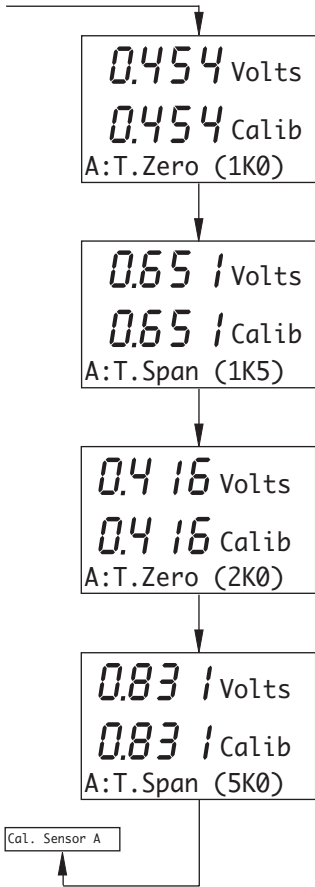 0.454 Volts
0.454 Calib
A:T.Zero (1K0)
0.651 Volts
0.651 Calib
A:T.Span (1K5)
0.416 Volts
0.416 Calib
A:T.Zero (2K0)
0.831 Volts
0.831 Calib
A:T.Span (5K0)
Cal. Sensor A